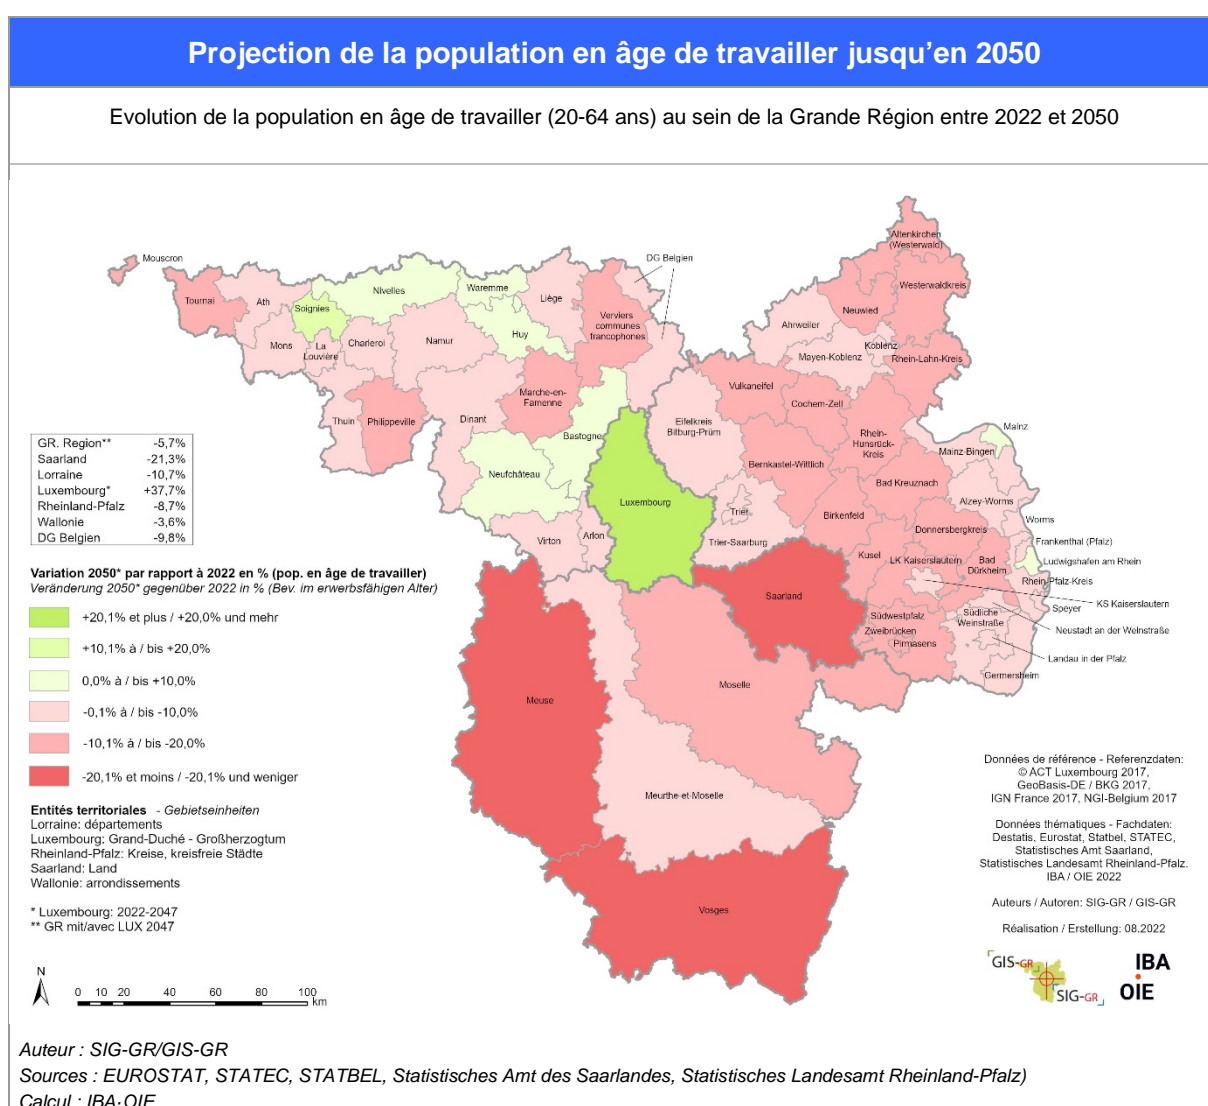 Projection de la population en âge de travailler jusqu’en 2050
Evolution de la population en âge de travailler (20-64 ans) au sein de la Grande Région entre 2022 et 2050
Altenkirchen
(Westerwald)
Mouscron
DG Belgien
Westerwaldkreis
Nivelles
Waremme
Liège
Tournai
Ath
Soignies
Neuwied
Verviers
communes
francophones
Ahrweiler
Huy
Mons
La
Louvière
Charleroi
Namur
Koblenz
Mayen-Koblenz
Rhein-Lahn-Kreis
Vulkaneifel
Marche-en-
Famenne
Cochem-Zell
Thuin
Philippeville
Dinant
Eifelkreis
Bitburg-Prüm
Mainz
Rhein-
Hunsrück-
Kreis
Bastogne
Mainz-Bingen
Bernkastel-Wittlich
Neufchâteau
Bad Kreuznach
Luxembourg
Alzey-Worms
Trier
Birkenfeld
Worms
Donnersbergkreis
Virton
Arlon
Trier-Saarburg
Frankenthal (Pfalz)
Kusel
LK Kaiserslautern
Bad
Dürkheim
Ludwigshafen am Rhein
Rhein-Pfalz-Kreis
Saarland
KS Kaiserslautern
Speyer
Südwestpfalz
Südliche
Weinstraße
Zweibrücken
Neustadt an der Weinstraße
Pirmasens
Landau in der Pfalz
Germersheim
Moselle
Meuse
Meurthe-et-Moselle
Vosges
GR. Region** -5,7%
Saarland -21,3%
Lorraine -10,7%
Luxembourg* +37,7%
Rheinland-Pfalz -8,7%
Wallonie -3,6%
DG Belgien -9,8%
Variation 2050* par rapport à 2022 en % (pop. en âge de travailler)
Veränderung 2050* gegenüber 2022 in % (Bev. im erwerbsfähigen Alter)
+20,1% et plus / +20,0% und mehr
+10,1% à / bis +20,0%
0,0% à / bis +10,0%
-0,1% à / bis -10,0%
-10,1% à / bis -20,0%
-20,1% et moins / -20,1% und weniger
Entités territoriales - Gebietseinheiten
Lorraine: départements
Luxembourg: Grand-Duché - Großherzogtum
Rheinland-Pfalz: Kreise, kreisfreie Städte
Saarland: Land
Wallonie: arrondissements
* Luxembourg: 2022-2047
** GR mit/avec LUX 2047
N
0 10 20 40 60 80 100
km
Données de référence - Referenzdaten:
© ACT Luxembourg 2017,
GeoBasis-DE / BKG 2017,
IGN France 2017, NGI-Belgium 2017
Données thématiques - Fachdaten:
Destatis, Eurostat, Statbel, STATEC,
Statistisches Amt Saarland,
Statistisches Landesamt Rheinland-Pfalz.
IBA / OIE 2022
Auteurs / Autoren: SIG-GR / GIS-GR
Réalisation / Erstellung: 08.2022
GIS-GR
SIG-GR
IBA
OIE
Auteur : SIG-GR/GIS-GR
Sources : EUROSTAT, STATEC, STATBEL, Statistisches Amt des Saarlandes, Statistisches Landesamt Rheinland-Pfalz)
Calcul : IBA·OIE